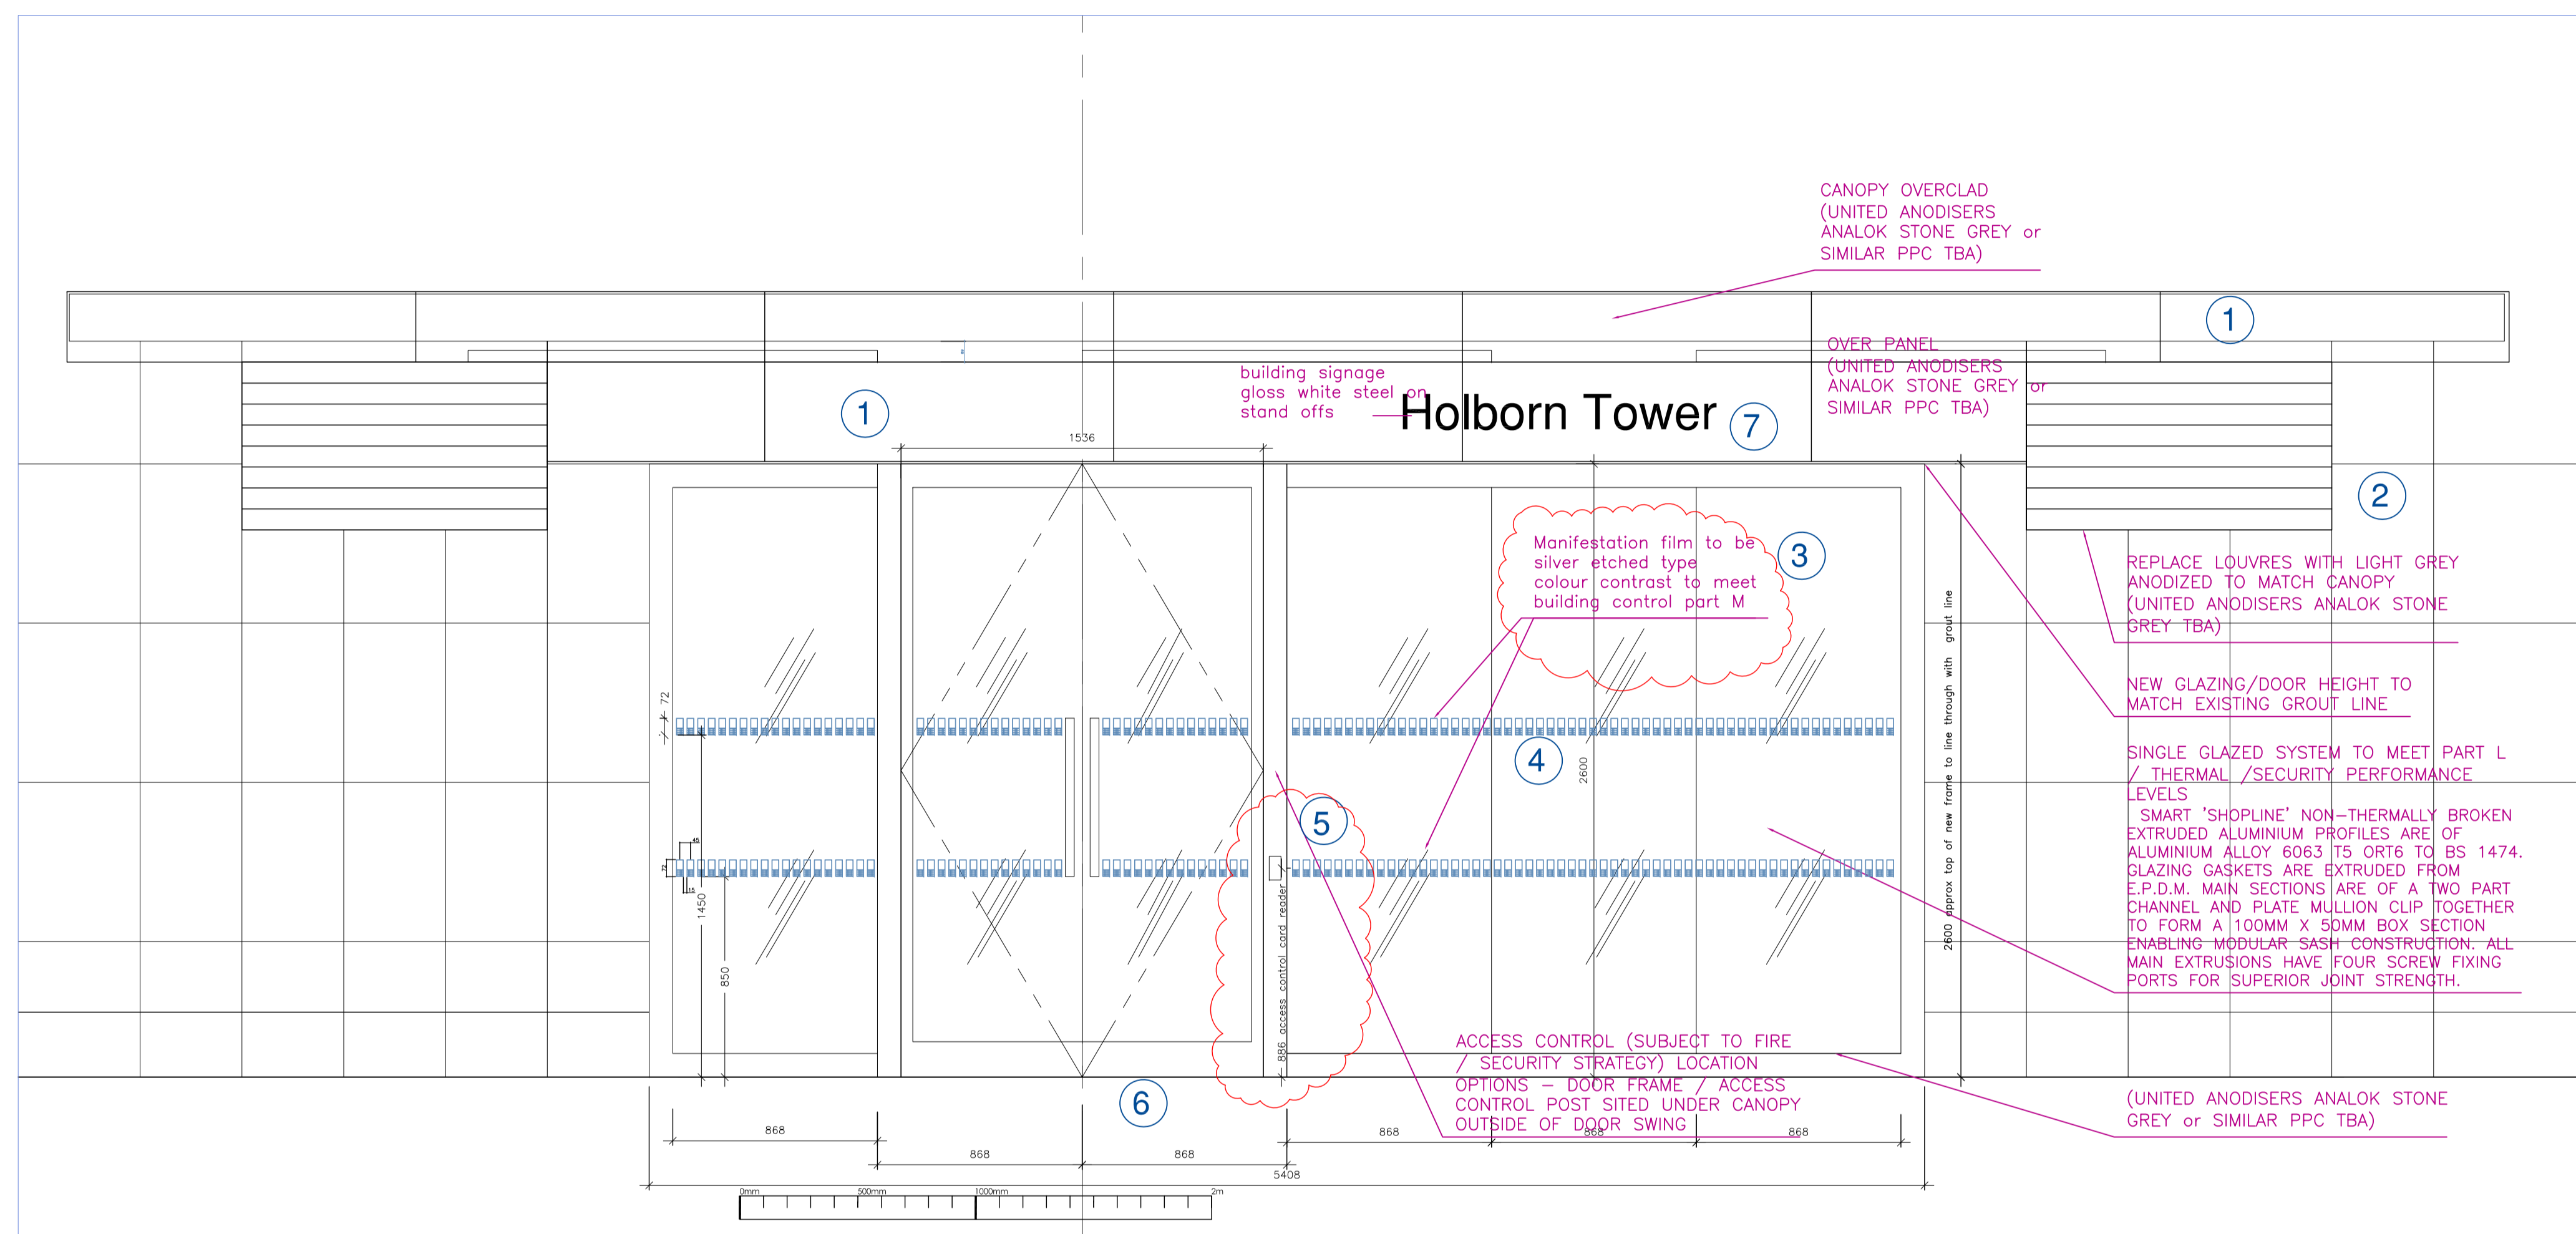 CANOPY OVERCLAD
(UNITED ANODISERS
ANALOK STONE GREY or
SIMILAR PPC TBA)
1
OVER PANEL
(UNITED ANODISERS
ANALOK STONE GREY or
SIMILAR PPC TBA)
building signage
gloss white steel on
stand offs
1
Holborn Tower
7
1536
2
Manifestation film to be
silver etched type
colour contrast to meet
building control part M
3
REPLACE LOUVRES WITH LIGHT GREY
ANODIZED TO MATCH CANOPY
(UNITED ANODISERS ANALOK STONE
GREY TBA)
NEW GLAZING/DOOR HEIGHT TO
MATCH EXISTING GROUT LINE
72
4
2600
2600 approx top of new frame to line through with grout line
SINGLE GLAZED SYSTEM TO MEET PART L
/ THERMAL /SECURITY PERFORMANCE
LEVELS
SMART 'SHOPLINE' NON-THERMALLY BROKEN
EXTRUDED ALUMINIUM PROFILES ARE OF
ALUMINIUM ALLOY 6063 T5 ORT6 TO BS 1474.
GLAZING GASKETS ARE EXTRUDED FROM
E.P.D.M. MAIN SECTIONS ARE OF A TWO PART
CHANNEL AND PLATE MULLION CLIP TOGETHER
TO FORM A 100MM X 50MM BOX SECTION
ENABLING MODULAR SASH CONSTRUCTION. ALL
MAIN EXTRUSIONS HAVE FOUR SCREW FIXING
PORTS FOR SUPERIOR JOINT STRENGTH.
5
45
72
15
1450
850
886 access control card reader
ACCESS CONTROL (SUBJECT TO FIRE
/ SECURITY STRATEGY) LOCATION
OPTIONS - DOOR FRAME / ACCESS
CONTROL POST SITED UNDER CANOPY
OUTSIDE OF DOOR SWING
6
(UNITED ANODISERS ANALOK STONE
GREY or SIMILAR PPC TBA)
868
868
868
868
868
868
5408
0mm
500mm
1000mm
2m